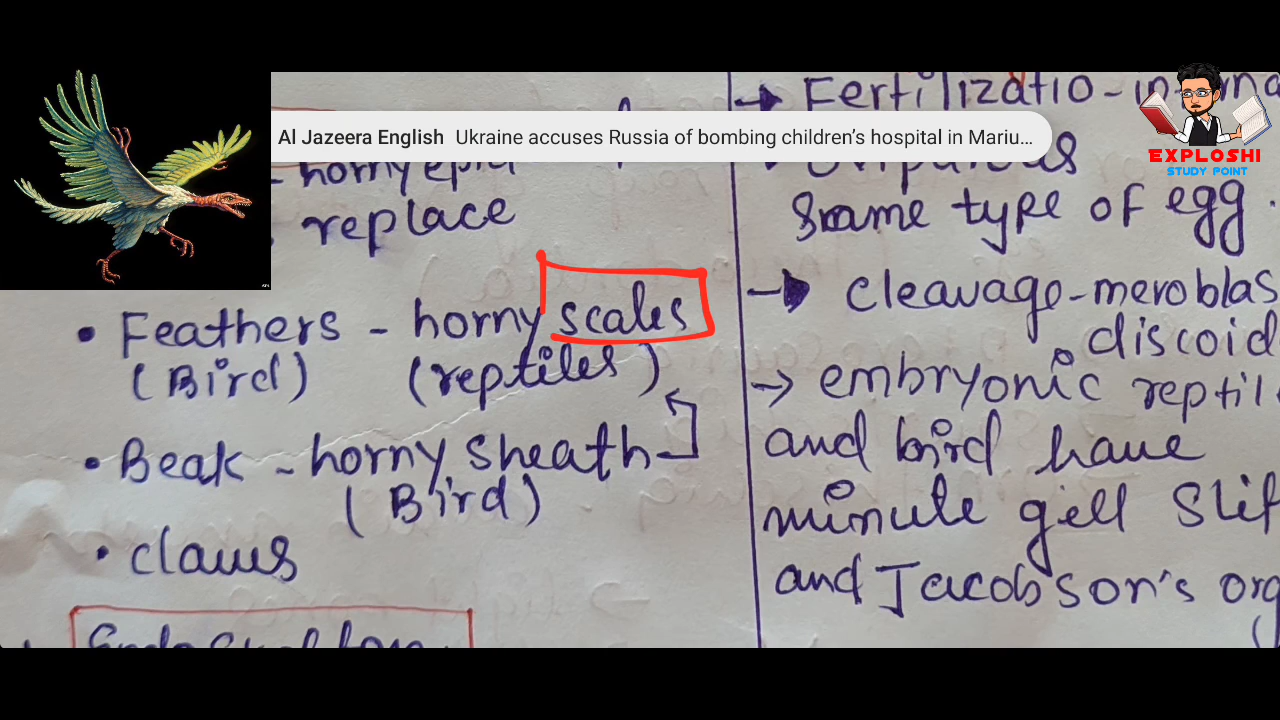 Al Jazeera English Ukraine accuses Russia of bombing children's hospital in Mariu...
- horny
replace
• Feathers - horny scales
(Bird) (reptiles)
• Beak - horny sheath
(Bird)
• claws
→ Fertilizatio-
same type of egg.
→ cleavage-meroblas
discoid
→ embryonic reptil
and bird have
minute gill slit
and Jacobson's org
EXPLOSHI
STUDY POINT